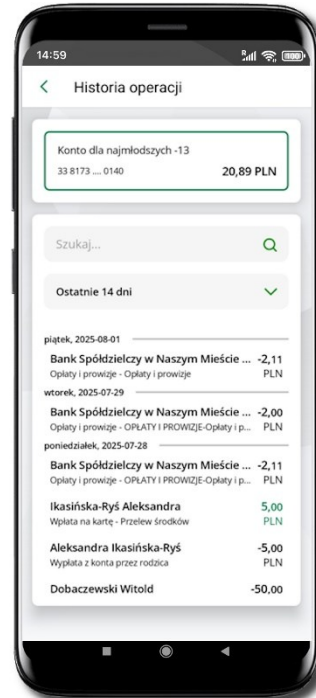 14:59
100
Historia operacji
Konto dla najmłodszych -13
33 8173 .... 0140 20,89 PLN
Szukaj...
Ostatnie 14 dni
piątek, 2025-08-01
Bank Spółdzielczy w Naszym Mieście ... -2,11
Opłaty i prowizje - Opłaty i prowizje PLN
wtorek, 2025-07-29
Bank Spółdzielczy w Naszym Mieście ... -2,00
Opłaty i prowizje - OPŁATY I PROWIZJE-Opłaty i p... PLN
poniedziałek, 2025-07-28
Bank Spółdzielczy w Naszym Mieście ... -2,11
Opłaty i prowizje - OPŁATY I PROWIZJE-Opłaty i p... PLN
Ikasińska-Ryś Aleksandra 5,00
Wpłata na kartę - Przelew środków PLN
Aleksandra Ikasińska-Ryś -5,00
Wypłata z konta przez rodzica PLN
Dobaczewski Witold -50,00